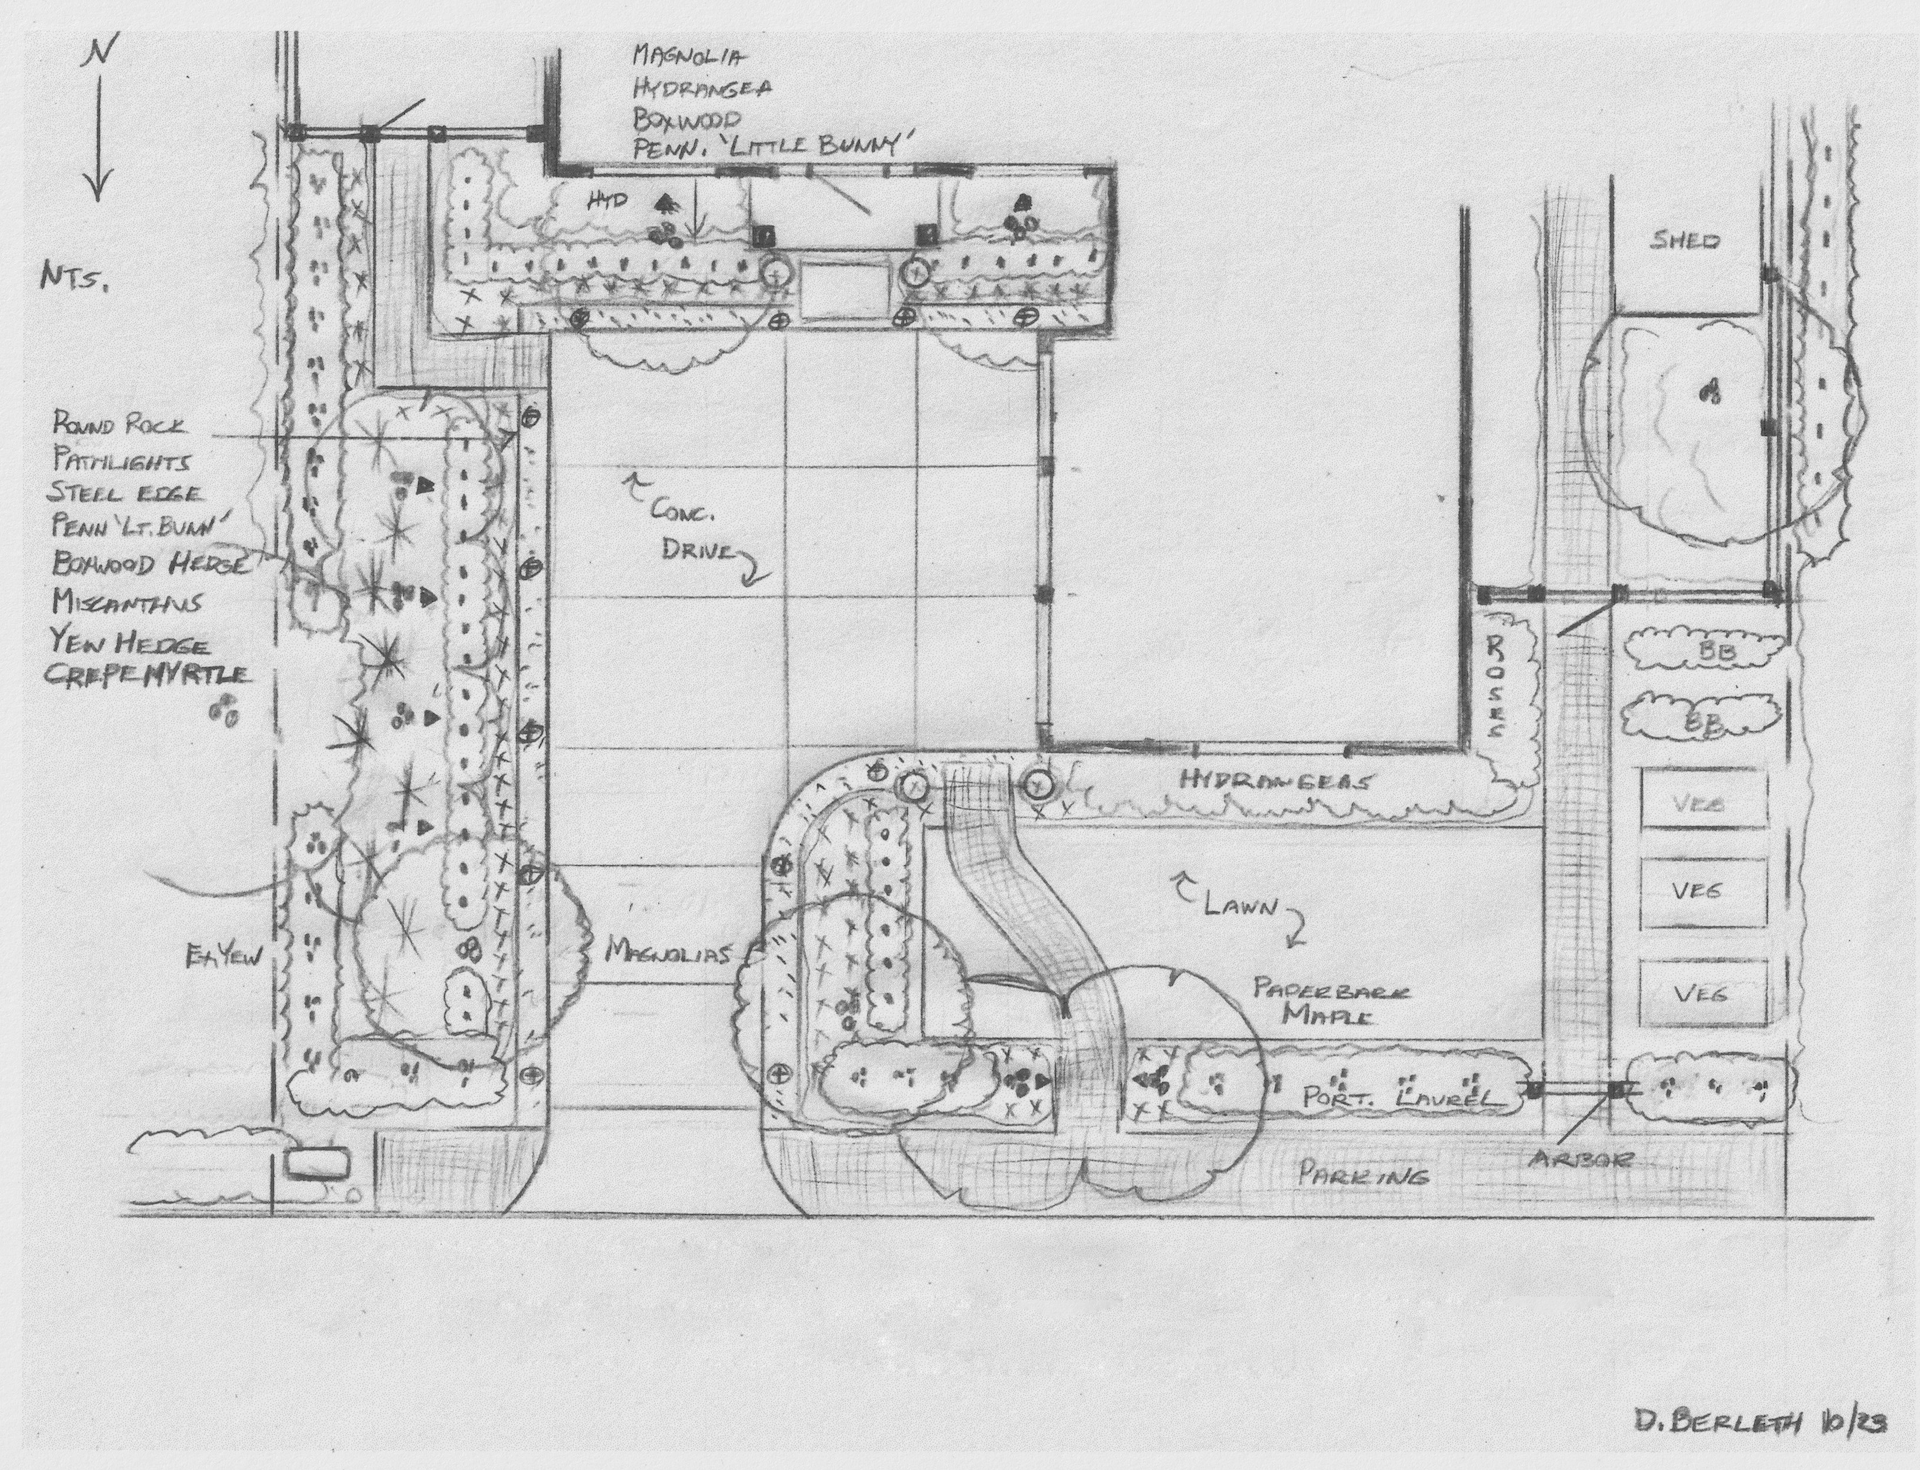 N
NTS.
MAGNOLIA
HYDRANGEA
BOXWOOD
PENN. 'LITTLE BUNNY'
HYD
SHED
ROUND ROCK
PATHLIGHTS
STEEL EDGE
PENN 'LT. BUNN'
BOXWOOD HEDGE
MISCANTHUS
YEW HEDGE
CREPE MYRTLE
CONC.
DRIVE
ROSES
BB
BB
HYDRANGEAS
VEG
VEG
VEG
LAWN
EX. YEW
MAGNOLIAS
PAPERBARK
MAPLE
PORT. LAUREL
ARBOR
PARKING
D. BERLETH 10/23